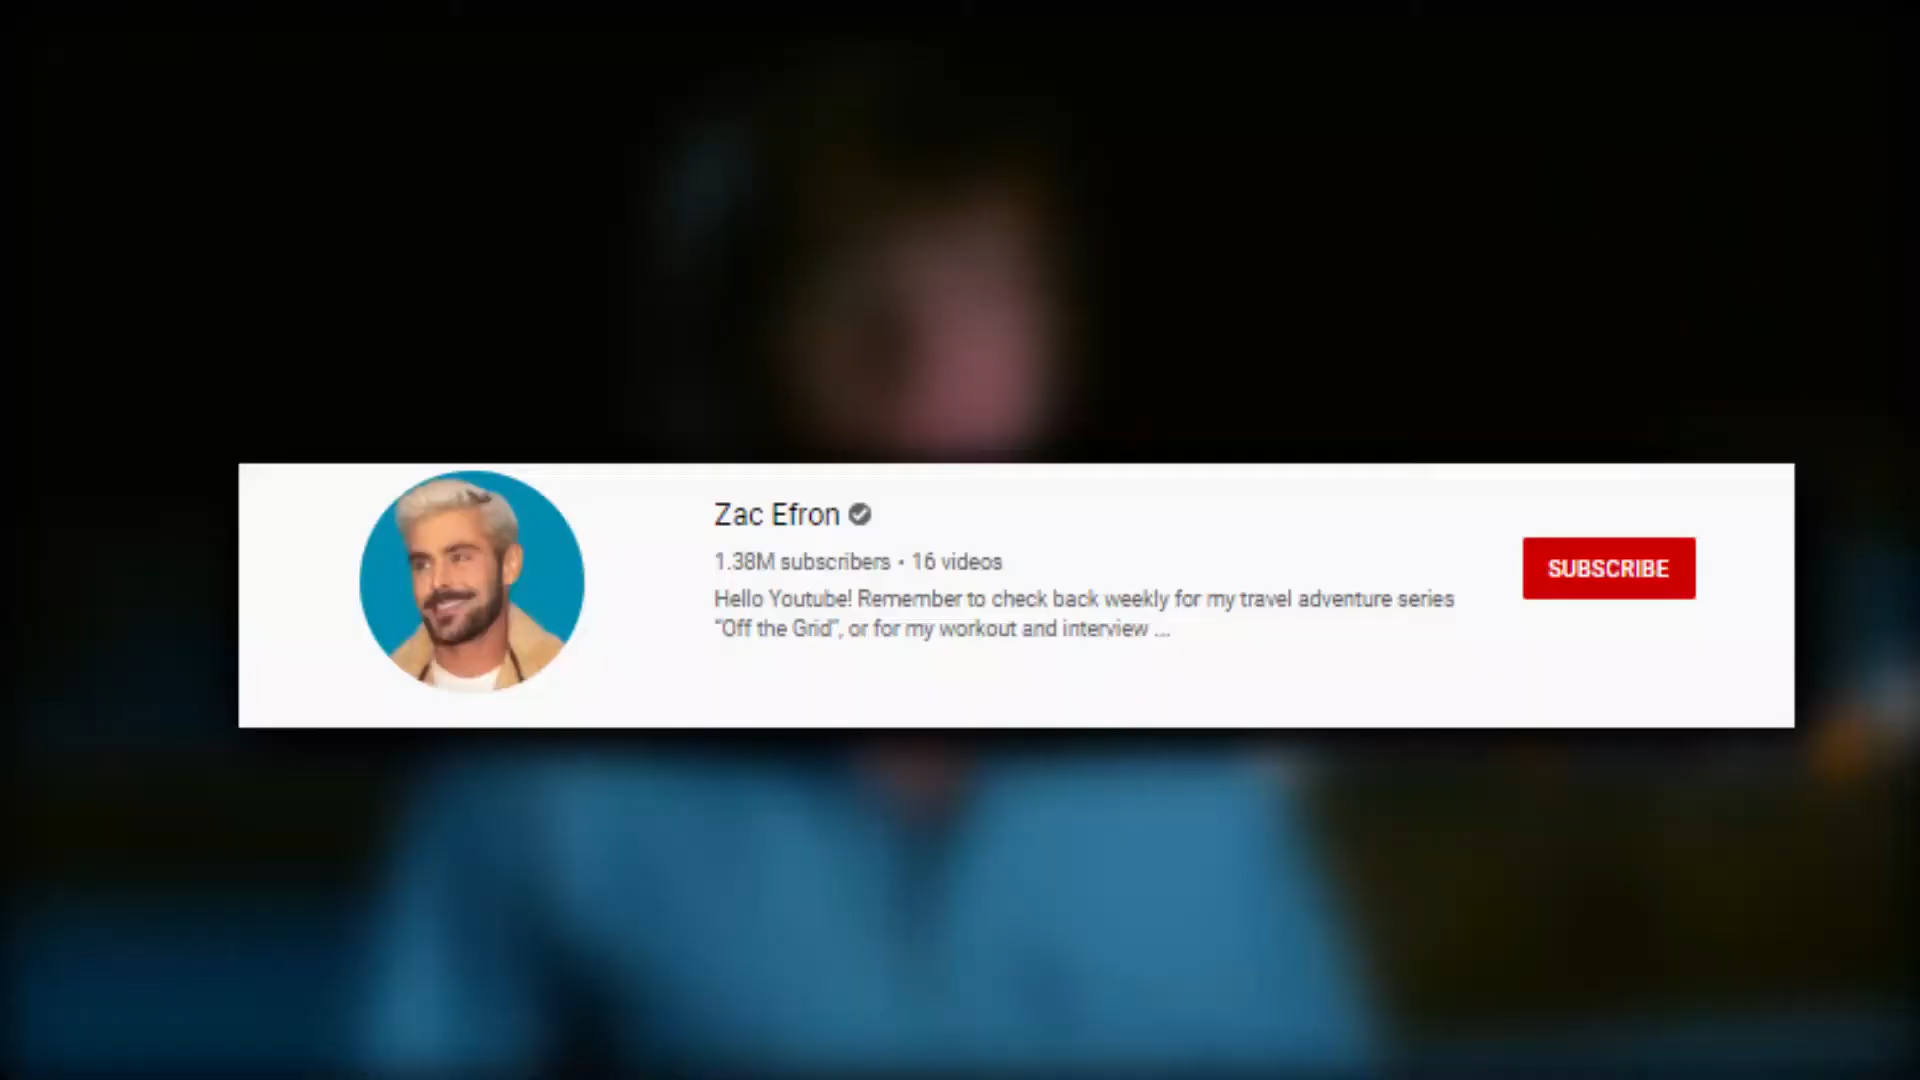 Zac Efron
1.38M subscribers • 16 videos
Hello Youtube! Remember to check back weekly for my travel adventure series
“Off the Grid”, or for my workout and interview ...
SUBSCRIBE